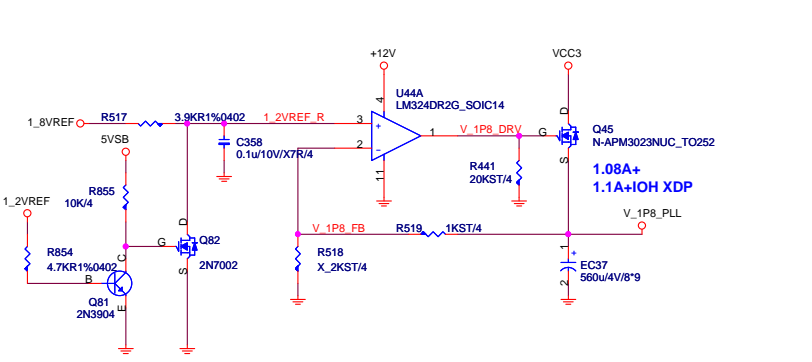 +12V
VCC3
U44A
LM324DR2G_SOIC14
4
1_8VREF
R517
3.9KR1%0402
1_2VREF_R
3
+
1
V_1P8_DRV
G
D
S
Q45
N-APM3023NUC_TO252
5VSB
C358
0.1u/10V/X7R/4
2
-
11
R441
20KST/4
1.08A+
1.1A+IOH XDP
R855
10K/4
1_2VREF
V_1P8_PLL
D
G
S
Q82
2N7002
V_1P8_FB
R519
1KST/4
R854
4.7KR1%0402
C
B
E
Q81
2N3904
R518
X_2KST/4
1
+
EC37
560u/4V/8*9
2